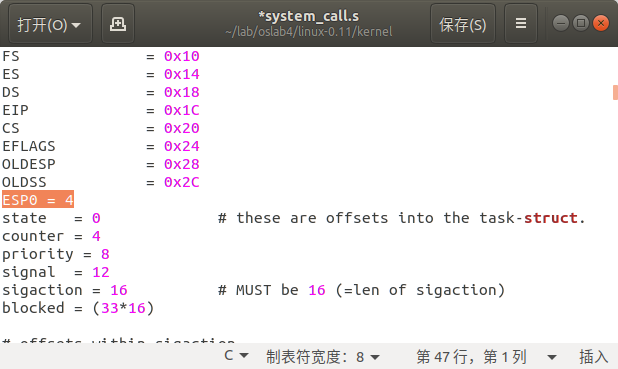 打开(O)
*system_call.s
~/lab/oslab4/linux-0.11/kernel
保存(S)
FS = 0x10
ES = 0x14
DS = 0x18
EIP = 0x1C
CS = 0x20
EFLAGS = 0x24
OLDESP = 0x28
OLDSS = 0x2C
ESP0 = 4
state = 0 # these are offsets into the task-struct.
counter = 4
priority = 8
signal = 12
sigaction = 16 # MUST be 16 (=len of sigaction)
blocked = (33*16)
# offsets within sigaction
C 制表符宽度：8 第 47 行，第 1 列 插入